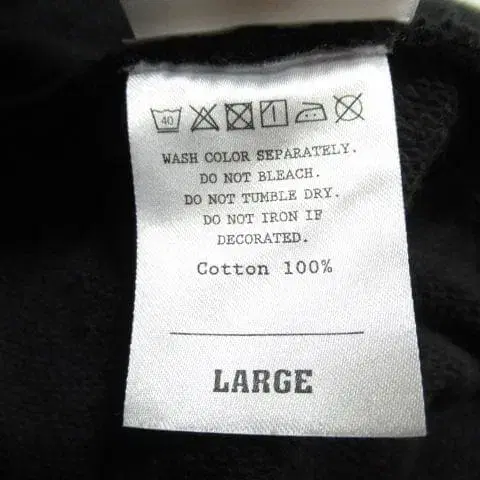 40
WASH COLOR SEPARATELY.
DO NOT BLEACH.
DO NOT TUMBLE DRY.
DO NOT IRON IF
DECORATED.
Cotton 100%
LARGE